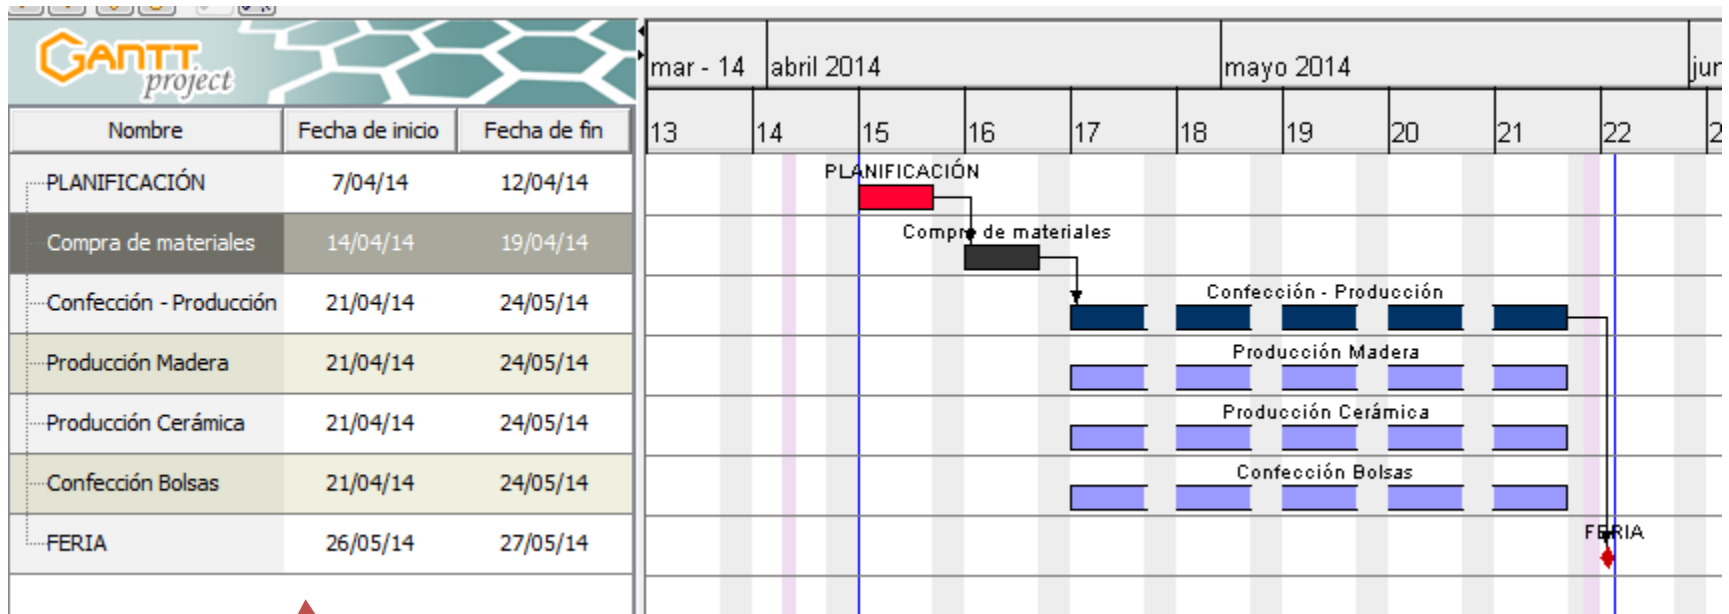 GANTT
project
mar - 14 abril 2014 mayo 2014
Nombre Fecha de inicio Fecha de fin 13 14 15 16 17 18 19 20 21 22
PLANIFICACIÓN 7/04/14 12/04/14 PLANIFICACIÓN
Compra de materiales 14/04/14 19/04/14 Compra de materiales
Confección - Producción 21/04/14 24/05/14 Confección - Producción
Producción Madera 21/04/14 24/05/14 Producción Madera
Producción Cerámica 21/04/14 24/05/14 Producción Cerámica
Confección Bolsas 21/04/14 24/05/14 Confección Bolsas
FERIA 26/05/14 27/05/14 FERIA